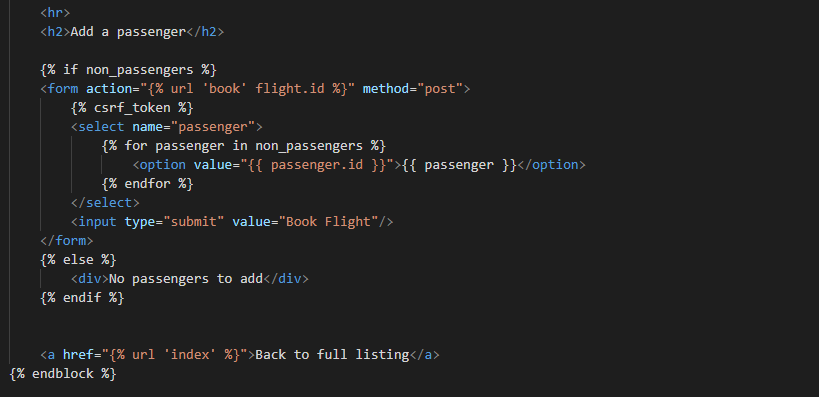 <hr>
<h2>Add a passenger</h2>
{% if non_passengers %}
<form action="{% url 'book' flight.id %}" method="post">
{% csrf_token %}
<select name="passenger">
{% for passenger in non_passengers %}
<option value="{{ passenger.id }}">{{ passenger }}</option>
{% endfor %}
</select>
<input type="submit" value="Book Flight"/>
</form>
{% else %}
<div>No passengers to add</div>
{% endif %}
<a href="{% url 'index' %}">Back to full listing</a>
{% endblock %}